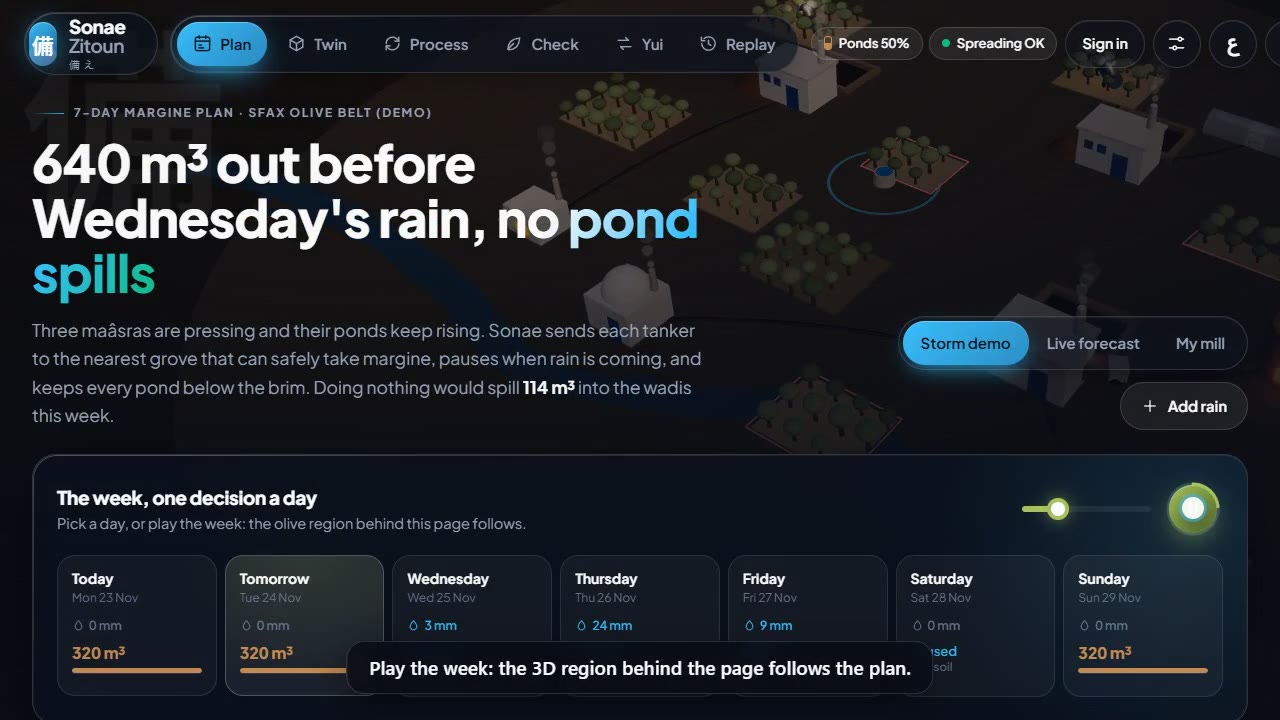 備
Sonae
Zitoun
備え
Plan
Twin
Process
Check
Yui
Replay
Ponds 50%
Spreading OK
Sign in
ع
7-DAY MARGINE PLAN · SFAX OLIVE BELT (DEMO)
640 m³ out before
Wednesday's rain, no pond
spills
Three maâsras are pressing and their ponds keep rising. Sonae sends each tanker
to the nearest grove that can safely take margine, pauses when rain is coming, and
keeps every pond below the brim. Doing nothing would spill 114 m³ into the wadis
this week.
Storm demo
Live forecast
My mill
+ Add rain
The week, one decision a day
Pick a day, or play the week: the olive region behind this page follows.
Today
Mon 23 Nov
0 mm
320 m³
Tomorrow
Tue 24 Nov
0 mm
320 m³
Wednesday
Wed 25 Nov
3 mm
Thursday
Thu 26 Nov
24 mm
Friday
Fri 27 Nov
9 mm
Saturday
Sat 28 Nov
0 mm
soil
Sunday
Sun 29 Nov
0 mm
320 m³
Play the week: the 3D region behind the page follows the plan.